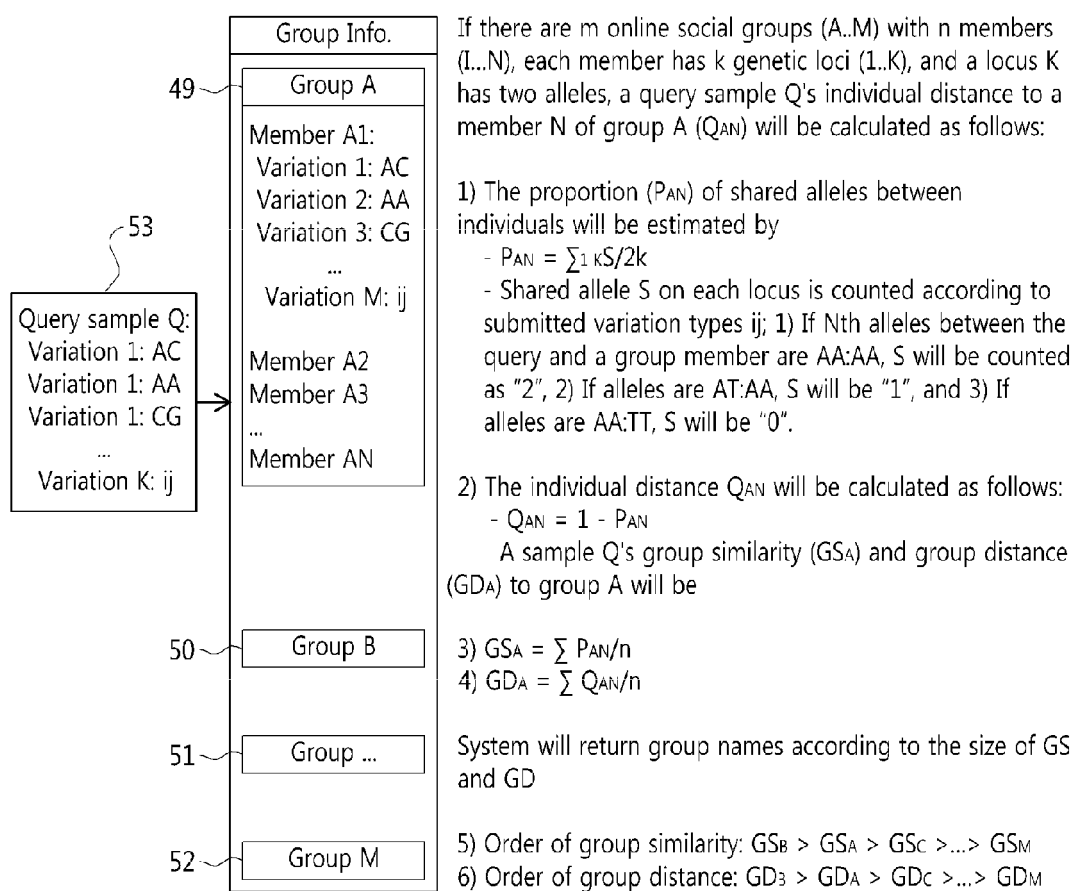 Group Info.
49
Group A
Member A1:
Variation 1: AC
Variation 2: AA
Variation 3: CG
...
Variation M: ij
Member A2
Member A3
...
Member AN
53
Query sample Q:
Variation 1: AC
Variation 1: AA
Variation 1: CG
...
Variation K: ij
50
Group B
51
Group ...
52
Group M
If there are m online social groups (A..M) with n members
(I...N), each member has k genetic loci (1..K), and a locus K
has two alleles, a query sample Q's individual distance to a
member N of group A (QAN) will be calculated as follows:
1) The proportion (PAN) of shared alleles between
individuals will be estimated by
- PAN = ∑1 KS/2k
- Shared allele S on each locus is counted according to
submitted variation types ij; 1) If Nth alleles between the
query and a group member are AA:AA, S will be counted
as "2", 2) If alleles are AT:AA, S will be "1", and 3) If
alleles are AA:TT, S will be "0".
2) The individual distance QAN will be calculated as follows:
- QAN = 1 - PAN
A sample Q's group similarity (GSA) and group distance
(GDA) to group A will be
3) GSA = ∑ PAN/n
4) GDA = ∑ QAN/n
System will return group names according to the size of GS
and GD
5) Order of group similarity: GSB > GSA > GSC >...> GSM
6) Order of group distance: GD3 > GDA > GDC >...> GDM